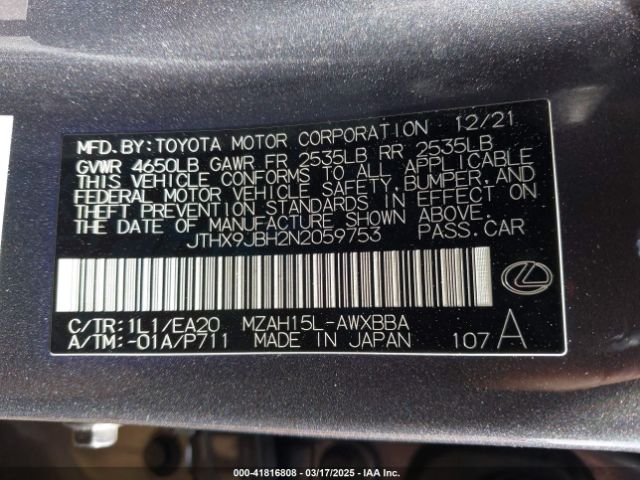 MFD. BY: TOYOTA MOTOR CORPORATION 12/21
GVWR 4650LB GAWR FR 2535LB RR 2535LB
THIS VEHICLE CONFORMS TO ALL APPLICABLE
FEDERAL MOTOR VEHICLE SAFETY, BUMPER, AND
THEFT PREVENTION STANDARDS IN EFFECT ON
THE DATE OF MANUFACTURE SHOWN ABOVE.
JTHX9JBH2N2059753 PASS. CAR
C/TR: 1L1/EA20 MZAH15L-AWXBBA
A/TM: -01A/P711 MADE IN JAPAN 107 A
000-41816808 - 03/17/2025 - IAA Inc.